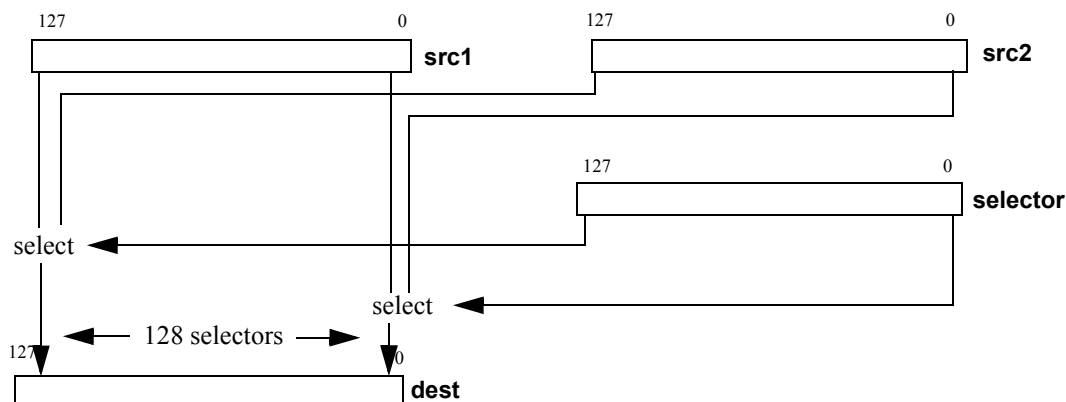 127 0 127 0
src1 src2
127 0
selector
select
select
128 selectors
127 0
dest